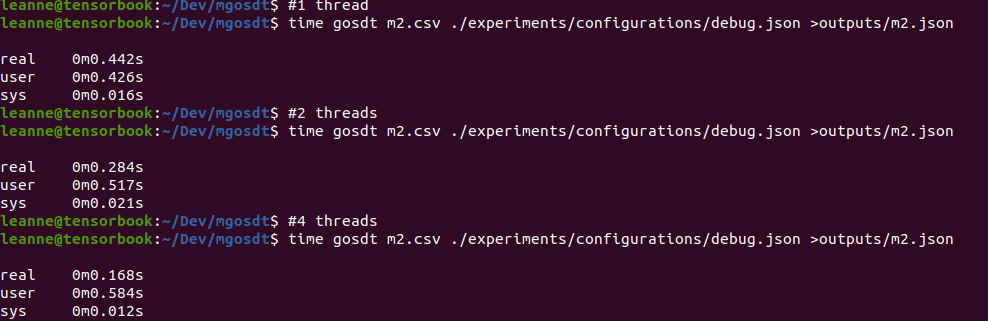 leanne@tensorbook:~/Dev/mgosdt$ #1 thread
leanne@tensorbook:~/Dev/mgosdt$ time gosdt m2.csv ./experiments/configurations/debug.json >outputs/m2.json
real 0m0.442s
user 0m0.426s
sys 0m0.016s
leanne@tensorbook:~/Dev/mgosdt$ #2 threads
leanne@tensorbook:~/Dev/mgosdt$ time gosdt m2.csv ./experiments/configurations/debug.json >outputs/m2.json
real 0m0.284s
user 0m0.517s
sys 0m0.021s
leanne@tensorbook:~/Dev/mgosdt$ #4 threads
leanne@tensorbook:~/Dev/mgosdt$ time gosdt m2.csv ./experiments/configurations/debug.json >outputs/m2.json
real 0m0.168s
user 0m0.584s
sys 0m0.012s